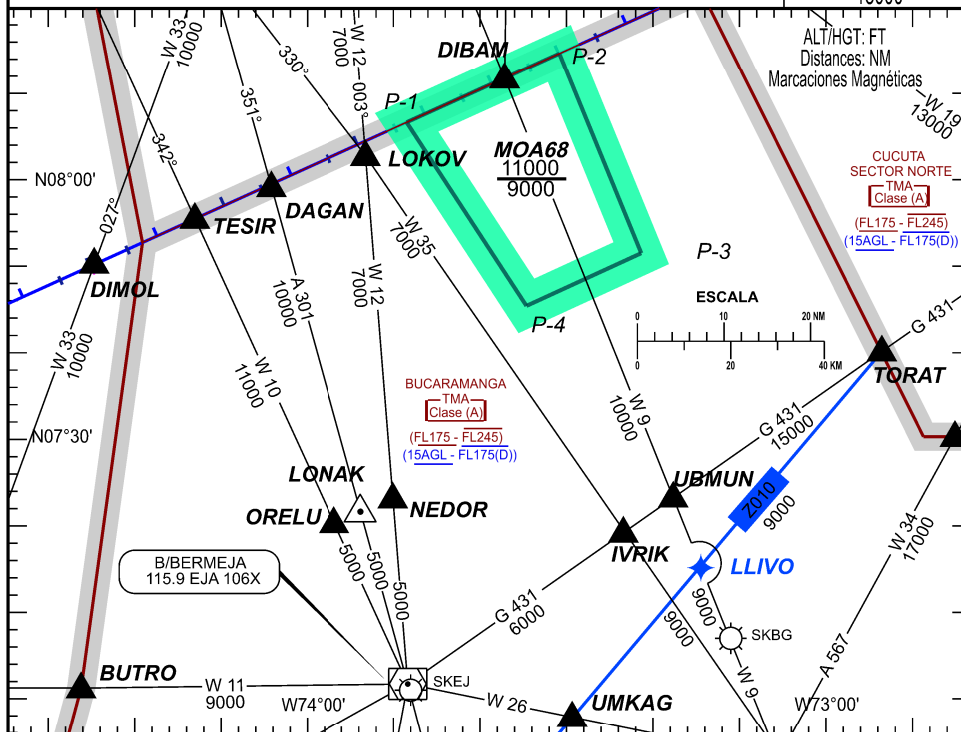 10000
W 33
10000
W 12
7000
003°
330°
351°
342°
027°
DIBAM
P-2
P-1
ALT/HGT: FT
Distances: NM
Marcaciones Magnéticas
W 19
13000
MOA68
11000
9000
LOKOV
N08°00'
DAGAN
TESIR
DIMOL
CUCUTA
SECTOR NORTE
TMA
Clase (A)
(FL175 - FL245)
(15AGL - FL175(D))
W 35
7000
W 12
7000
A 301
10000
W 33
10000
W 10
11000
P-3
P-4
ESCALA
0
10
20 NM
0
20
40 KM
G 431
TORAT
BUCARAMANGA
TMA
Clase (A)
(FL175 - FL245)
(15AGL - FL175(D))
W 9
10000
G 431
15000
N07°30'
LONAK
ORELU
NEDOR
UBMUN
IVRIK
Z010
9000
LLIVO
W 34
17000
B/BERMEJA
115.9 EJA 106X
5000
5000
5000
G 431
6000
9000
9000
SKBG
W 9
A 567
BUTRO
W 11
9000
W74°00'
SKEJ
W 26
UMKAG
W73°00'